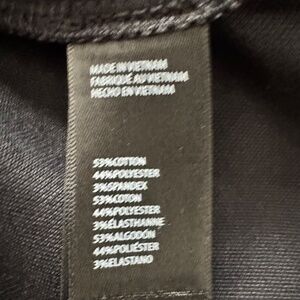 MADE IN VIETNAM
FABRIQUÉ AU VIETNAM
HECHO EN VIETNAM
53%COTTON
44%POLYESTER
3%SPANDEX
53%COTON
44%POLYESTER
3%ÉLASTHANNE
53%ALGODÓN
44%POLIÉSTER
3%ELASTANO